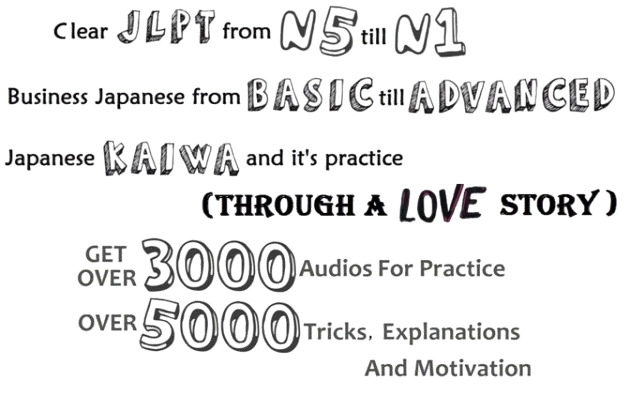 Clear JLPT from N5 till N1
Business Japanese from BASIC till ADVANCED
Japanese KAIWA and it's practice
(THROUGH A LOVE STORY)
GET OVER 3000 Audios For Practice
OVER 5000 Tricks, Explanations
And Motivation